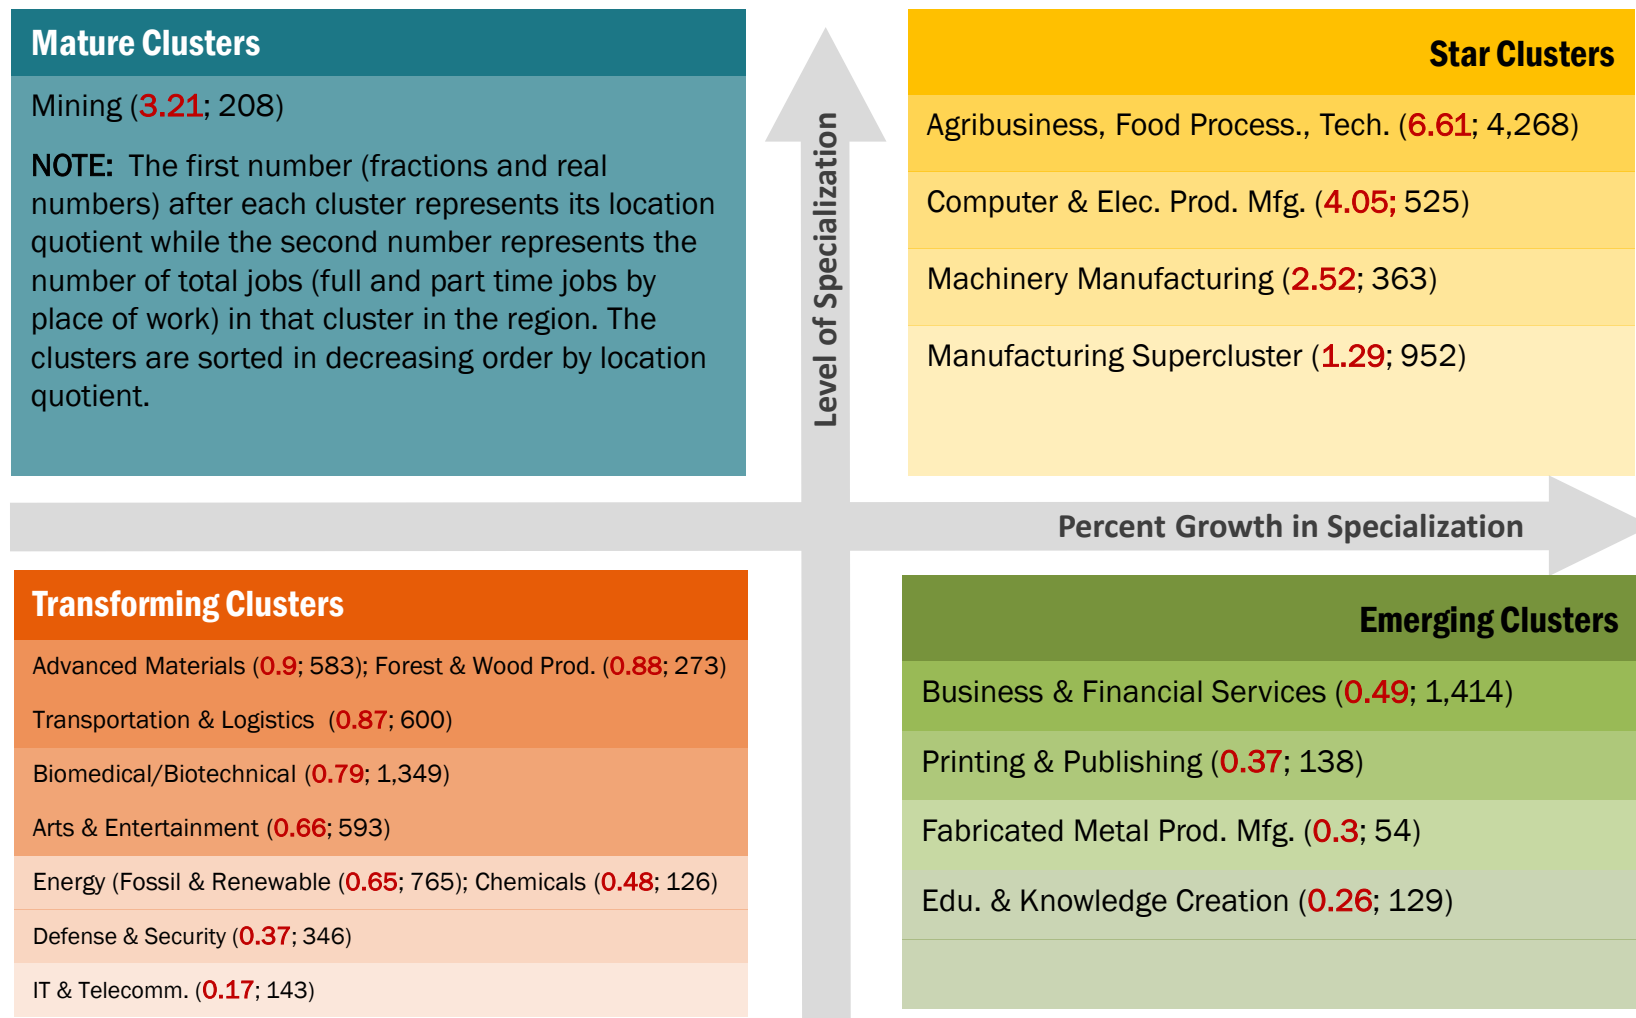 Mature Clusters
Mining (3.21; 208)
NOTE: The first number (fractions and real
numbers) after each cluster represents its location
quotient while the second number represents the
number of total jobs (full and part time jobs by
place of work) in that cluster in the region. The
clusters are sorted in decreasing order by location
quotient.
Level of Specialization
Star Clusters
Agribusiness, Food Process., Tech. (6.61; 4,268)
Computer & Elec. Prod. Mfg. (4.05; 525)
Machinery Manufacturing (2.52; 363)
Manufacturing Supercluster (1.29; 952)
Percent Growth in Specialization
Transforming Clusters
Advanced Materials (0.9; 583); Forest & Wood Prod. (0.88; 273)
Transportation & Logistics (0.87; 600)
Biomedical/Biotechnical (0.79; 1,349)
Arts & Entertainment (0.66; 593)
Energy (Fossil & Renewable (0.65; 765); Chemicals (0.48; 126)
Defense & Security (0.37; 346)
IT & Telecomm. (0.17; 143)
Emerging Clusters
Business & Financial Services (0.49; 1,414)
Printing & Publishing (0.37; 138)
Fabricated Metal Prod. Mfg. (0.3; 54)
Edu. & Knowledge Creation (0.26; 129)